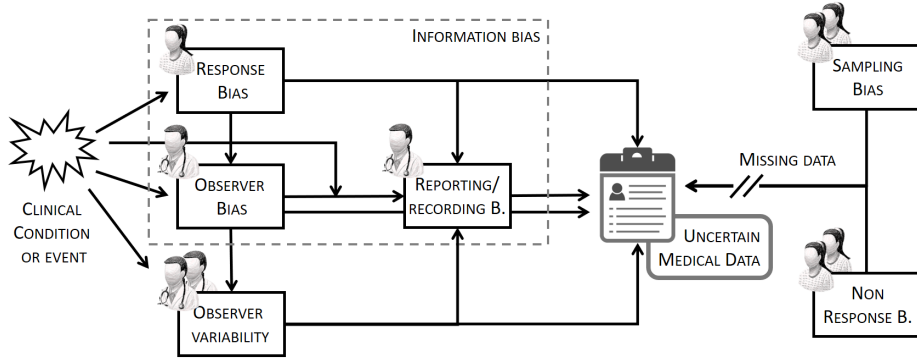 INFORMATION BIAS
RESPONSE
BIAS
SAMPLING
BIAS
OBSERVER
BIAS
REPORTING/
RECORDING B.
MISSING DATA
CLINICAL
CONDITION
OR EVENT
UNCERTAIN
MEDICAL DATA
OBSERVER
VARIABILITY
NON
RESPONSE B.